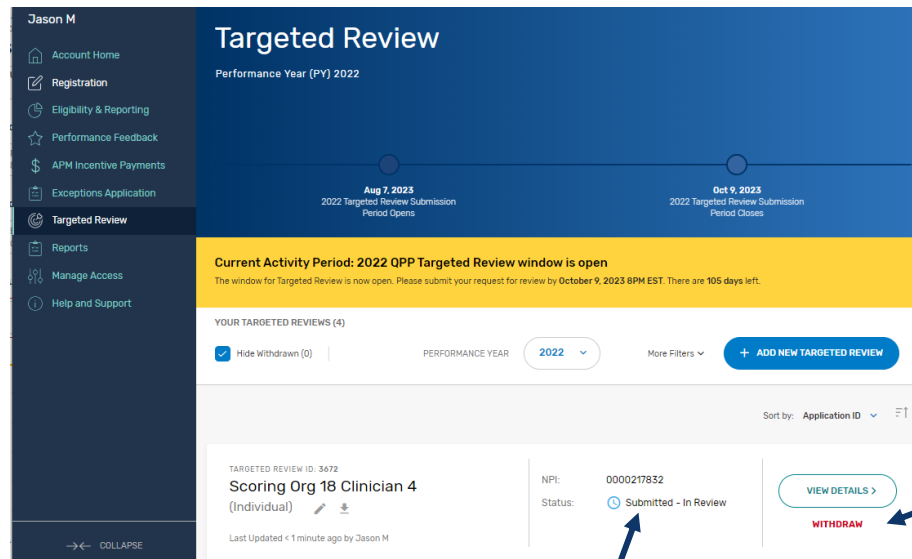 Jason M
Account Home
Registration
Eligibility & Reporting
Performance Feedback
APM Incentive Payments
Exceptions Application
Targeted Review
Reports
Manage Access
Help and Support
COLLAPSE
Targeted Review
Performance Year (PY) 2022
Aug 7, 2023
2022 Targeted Review Submission
Period Opens
Oct 9, 2023
2022 Targeted Review Submission
Period Closes
Current Activity Period: 2022 QPP Targeted Review window is open
The window for Targeted Review is now open. Please submit your request for review by October 9, 2023 8PM EST. There are 105 days left.
YOUR TARGETED REVIEWS (4)
Hide Withdrawn (0)
PERFORMANCE YEAR
2022
More Filters
+ ADD NEW TARGETED REVIEW
Sort by: Application ID
TARGETED REVIEW ID: 3672
Scoring Org 18 Clinician 4
(Individual)
Last Updated < 1 minute ago by Jason M
NPI: 0000217832
Status: Submitted - In Review
VIEW DETAILS >
WITHDRAW